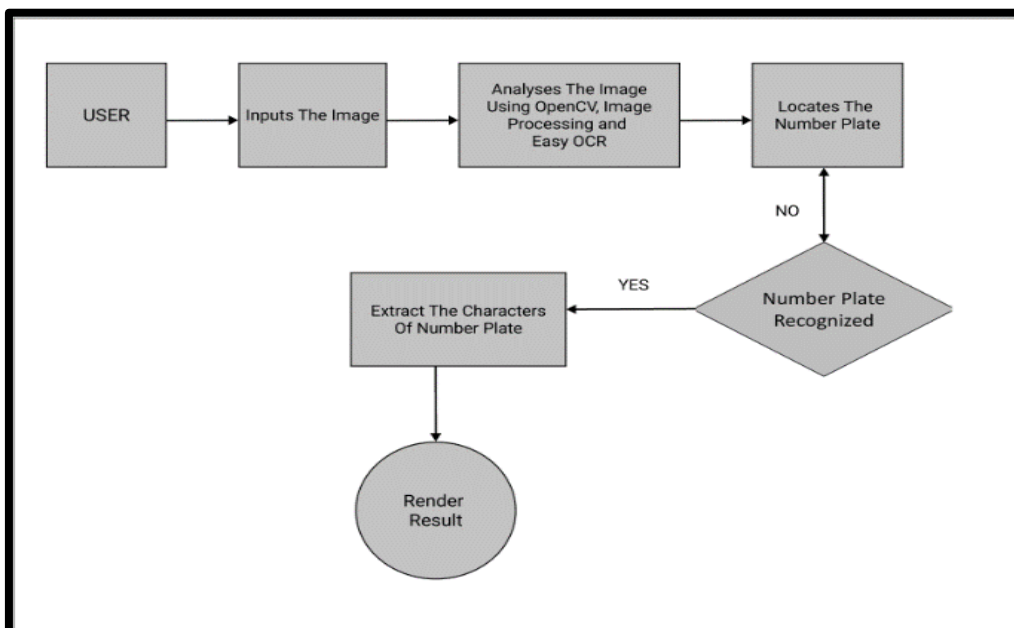 USER
Inputs The Image
Analyses The Image
Using OpenCV, Image
Processing and
Easy OCR
Locates The
Number Plate
NO
Number Plate
Recognized
YES
Extract The Characters
Of Number Plate
Render
Result